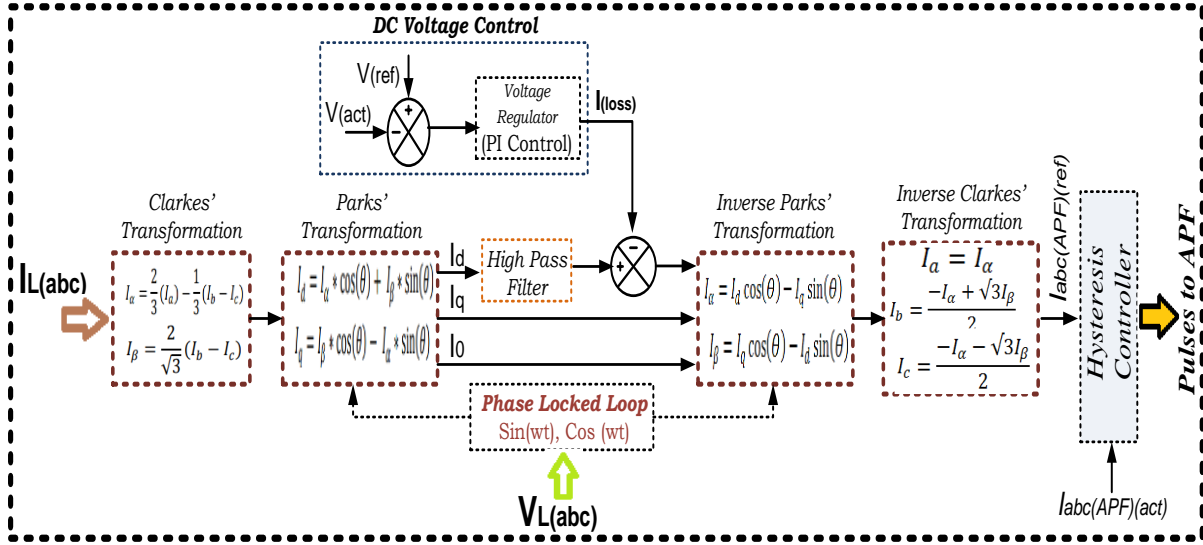 DC Voltage Control
V(ref)
V(act)
+
-
Voltage
Regulator
(PI Control)
I(loss)
Clarkes'
Transformation
Parks'
Transformation
Inverse Parks'
Transformation
Inverse Clarkes'
Transformation
IL(abc)
Iα = 2/3 (Ia) − 1/3 (Ib − Ic)
Iβ = 2/√3 (Ib − Ic)
Id = Iα * cos(θ) + Iβ * sin(θ)
Iq = Iβ * cos(θ) − Iα * sin(θ)
Id
Iq
I0
High Pass
Filter
+
-
Iα = Id cos(θ) − Iq sin(θ)
Iβ = Iq cos(θ) − Id sin(θ)
Ia = Iα
Ib = −Iα + √3Iβ / 2
Ic = −Iα − √3Iβ / 2
Iabc(APF)(ref)
Hysteresis
Controller
Pulses to APF
Phase Locked Loop
Sin(wt), Cos (wt)
VL(abc)
Iabc(APF)(act)